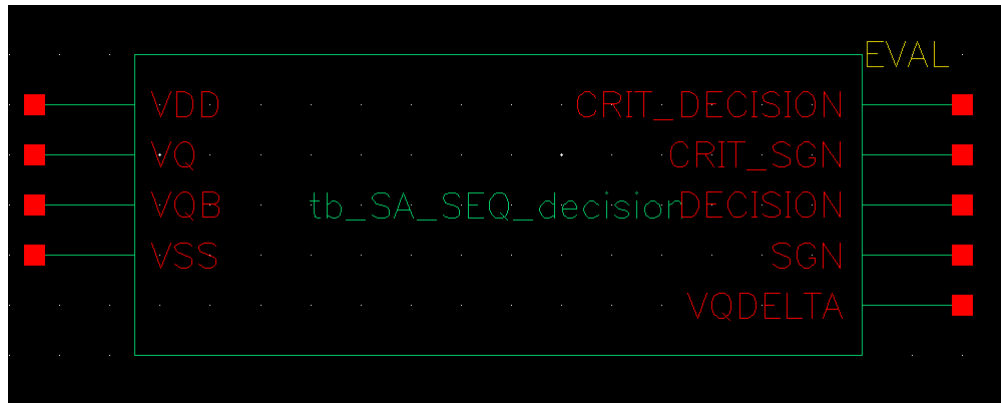 EVAL
VDD CRIT_DECISION
VQ CRIT_SGN
VQB tb_SA_SEQ_decision DECISION
VSS SGN
VQDELTA